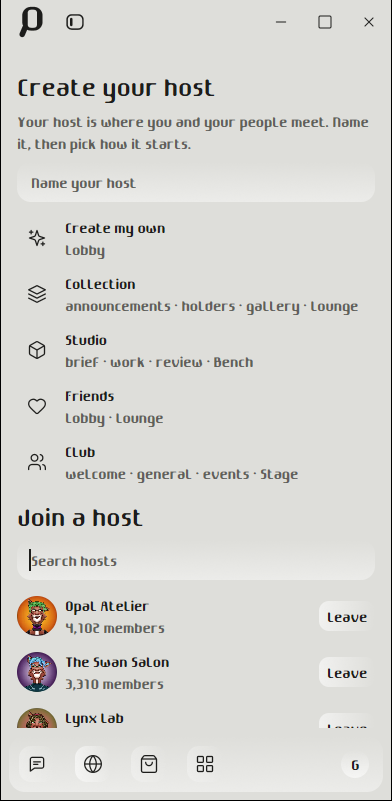 Create your host
Your host is where you and your people meet. Name
it, then pick how it starts.
Name your host
Create my own
Lobby
Collection
announcements · holders · gallery · Lounge
Studio
brief · work · review · Bench
Friends
Lobby · Lounge
Club
welcome · general · events · Stage
Join a host
Search hosts
Opal Atelier
4,102 members
Leave
The Swan Salon
3,310 members
Leave
Lynx Lab
Leave
G